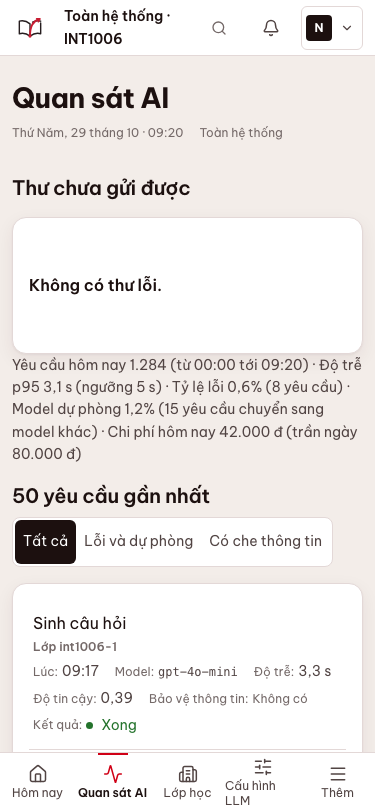 Toàn hệ thống ·
INT1006
N
Quan sát AI
Thứ Năm, 29 tháng 10 · 09:20 Toàn hệ thống
Thư chưa gửi được
Không có thư lỗi.
Yêu cầu hôm nay 1.284 (từ 00:00 tới 09:20) · Độ trễ
p95 3,1 s (ngưỡng 5 s) · Tỷ lệ lỗi 0,6% (8 yêu cầu) ·
Model dự phòng 1,2% (15 yêu cầu chuyển sang
model khác) · Chi phí hôm nay 42.000 đ (trần ngày
80.000 đ)
50 yêu cầu gần nhất
Tất cả Lỗi và dự phòng Có che thông tin
Sinh câu hỏi
Lớp int1006-1
Lúc: 09:17 Model: gpt-4o-mini Độ trễ: 3,3 s
Độ tin cậy: 0,39 Bảo vệ thông tin: Không có
Kết quả: Xong
Hôm nay Quan sát AI Lớp học Cấu hình LLM Thêm